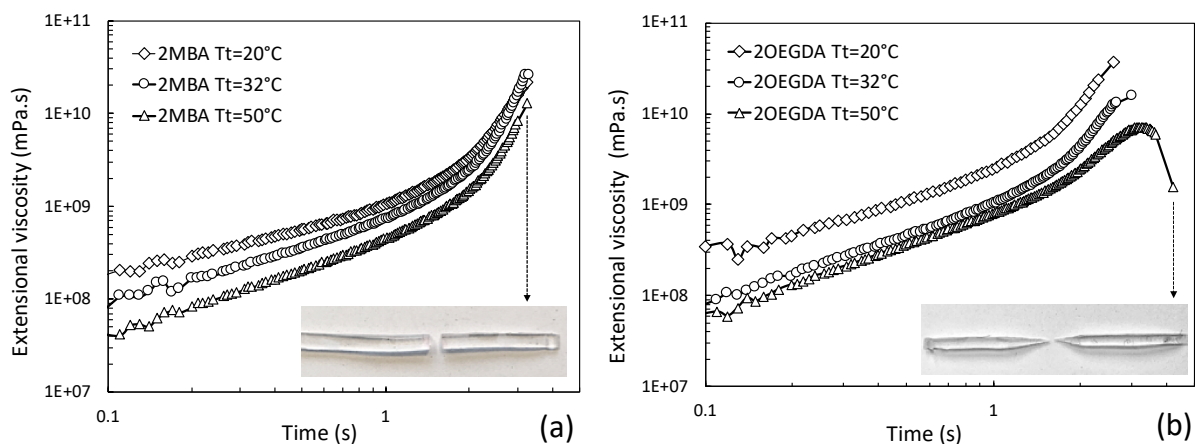 1E+11
1E+10
1E+09
1E+08
1E+07
Extensional viscosity (mPa.s)
2MBA Tt=20°C
2MBA Tt=32°C
2MBA Tt=50°C
0.1
1
Time (s)
(a)
1E+11
1E+10
1E+09
1E+08
1E+07
Extensional viscosity (mPa.s)
2OEGDA Tt=20°C
2OEGDA Tt=32°C
2OEGDA Tt=50°C
0.1
1
Time (s)
(b)